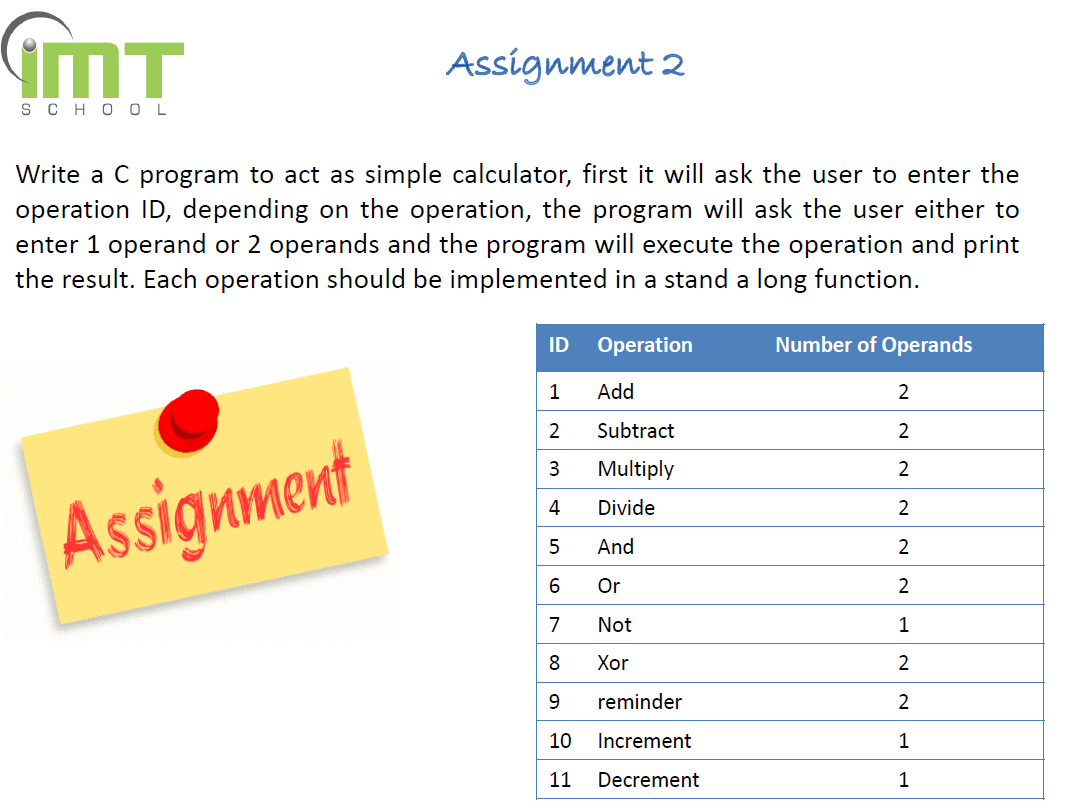 iMT
SCHOOL
Assignment 2
Write a C program to act as simple calculator, first it will ask the user to enter the
operation ID, depending on the operation, the program will ask the user either to
enter 1 operand or 2 operands and the program will execute the operation and print
the result. Each operation should be implemented in a stand a long function.
Assignment
ID Operation Number of Operands
1 Add 2
2 Subtract 2
3 Multiply 2
4 Divide 2
5 And 2
6 Or 2
7 Not 1
8 Xor 2
9 reminder 2
10 Increment 1
11 Decrement 1